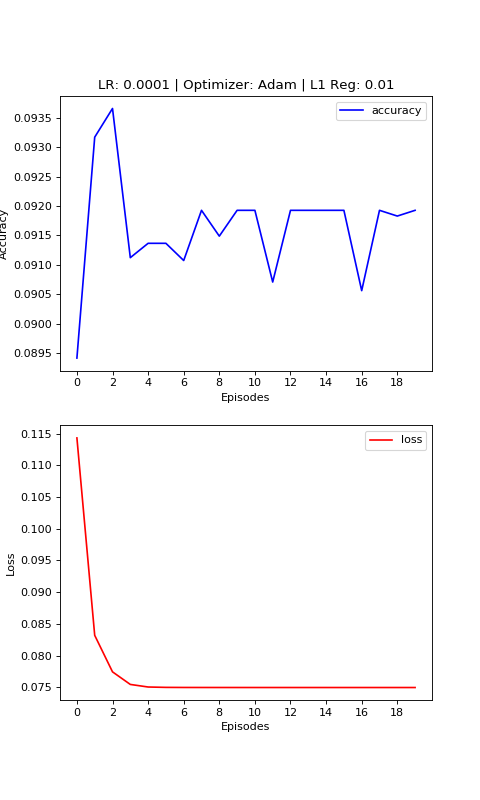 LR: 0.0001 | Optimizer: Adam | L1 Reg: 0.01
accuracy
0.0935
0.0930
0.0925
0.0920
0.0915
0.0910
0.0905
0.0900
0.0895
Accuracy
0 2 4 6 8 10 12 14 16 18
Episodes
loss
0.115
0.110
0.105
0.100
0.095
0.090
0.085
0.080
0.075
Loss
0 2 4 6 8 10 12 14 16 18
Episodes